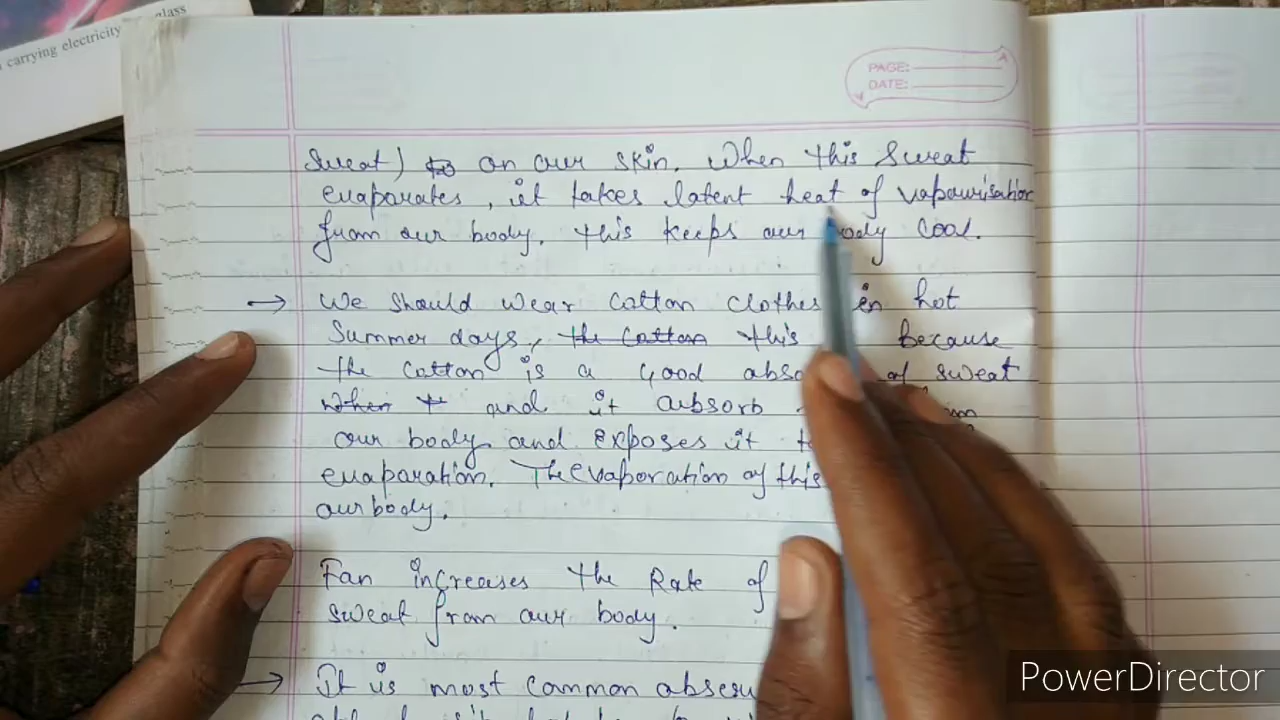 glass
carrying electricity
PAGE:
DATE:
sweat) to on our skin. When this sweat
evaporates, it takes latent heat of vapourisation
from our body. This keeps our body cool.
→ We should wear cotton clothes in hot
summer days, the cotton this because
the cotton is a good of sweat
when and it absorb
our body and exposes it
evaporation. The evaporation of this
our body.
Fan increases the Rate of
sweat from our body.
→ It is most common
PowerDirector